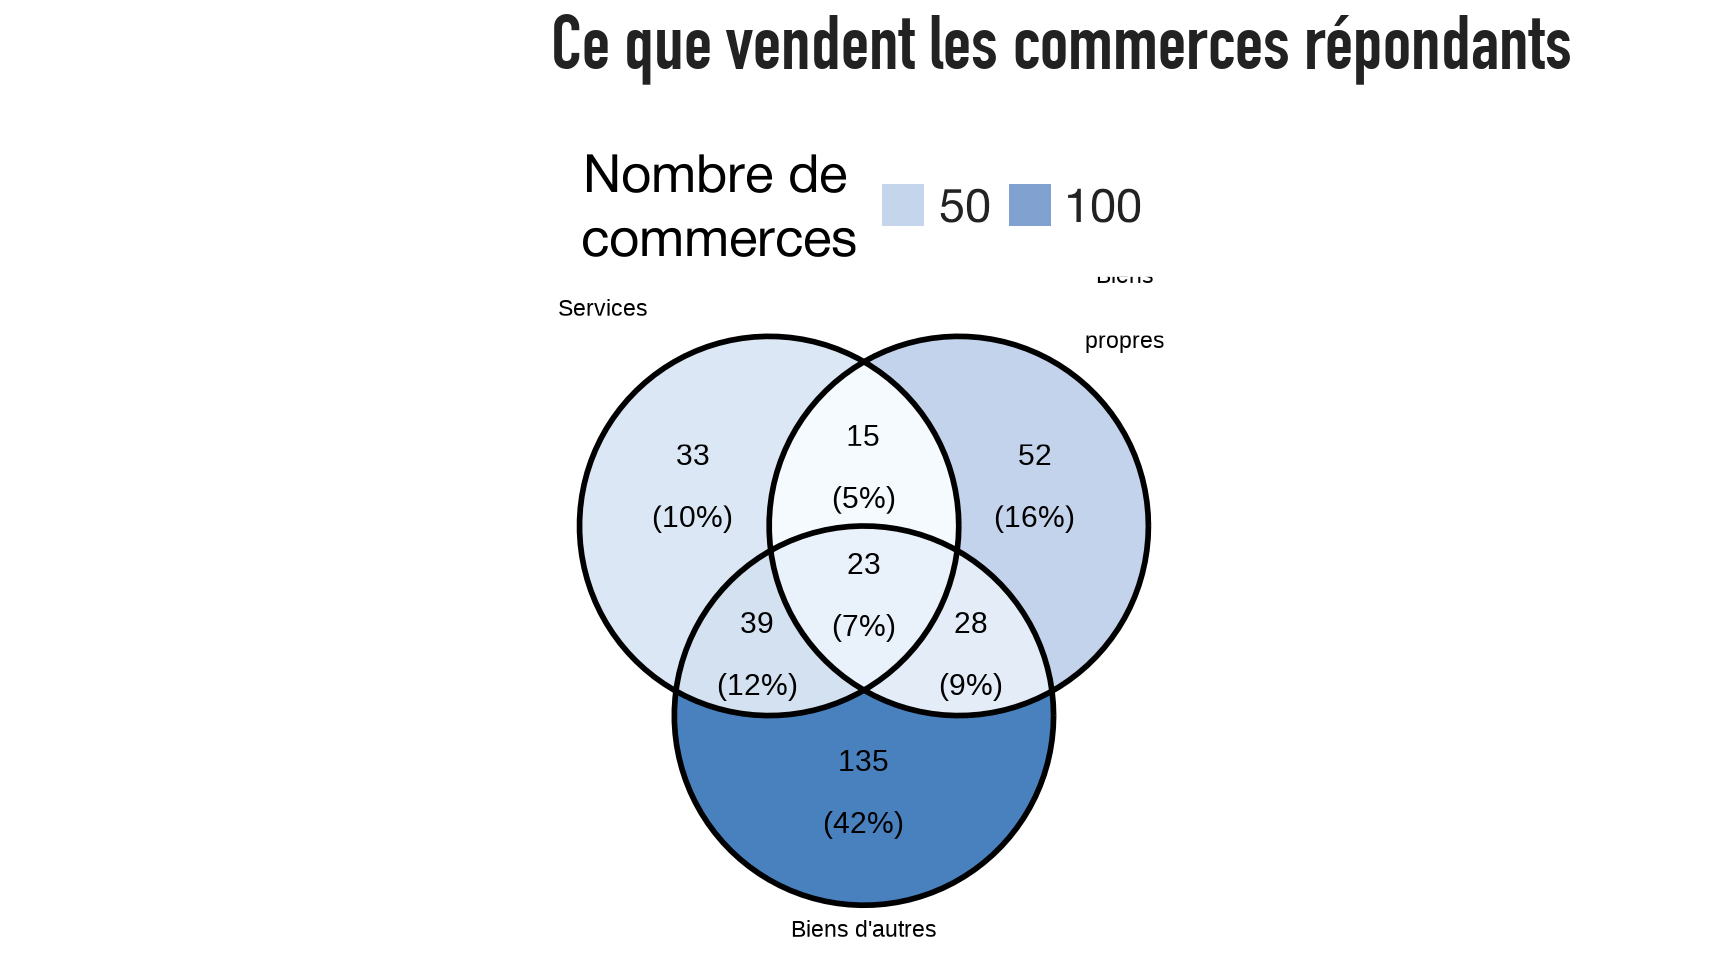 Ce que vendent les commerces répondants
Nombre de
commerces
50 100
Biens
propres
Services
33
(10%)
15
(5%)
52
(16%)
23
(7%)
39
(12%)
28
(9%)
135
(42%)
Biens d'autres